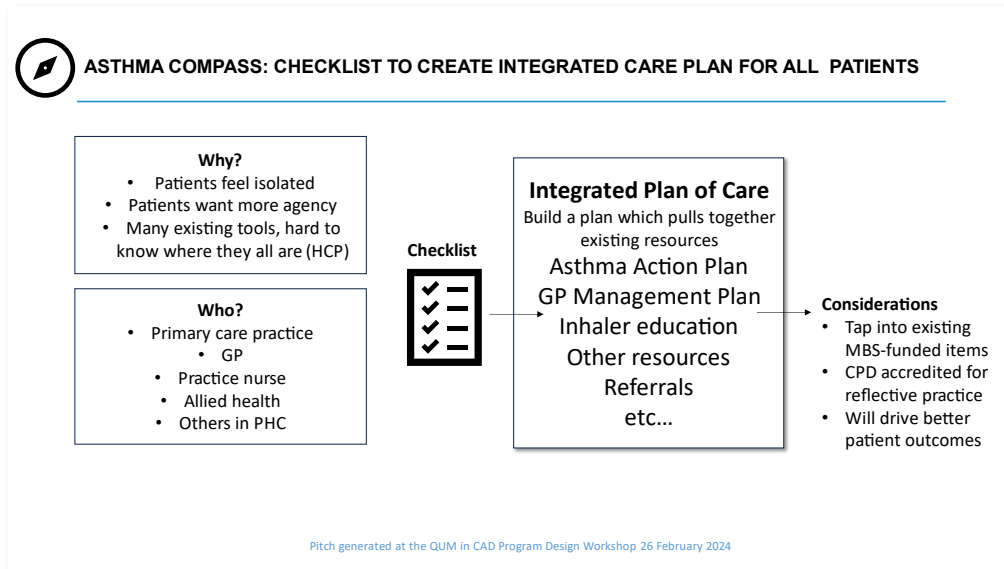 ASTHMA COMPASS: CHECKLIST TO CREATE INTEGRATED CARE PLAN FOR ALL PATIENTS
Why?
• Patients feel isolated
• Patients want more agency
• Many existing tools, hard to
know where they all are (HCP)
Who?
• Primary care practice
• GP
• Practice nurse
• Allied health
• Others in PHC
Checklist
Integrated Plan of Care
Build a plan which pulls together
existing resources
Asthma Action Plan
GP Management Plan
Inhaler education
Other resources
Referrals
etc...
Considerations
• Tap into existing
MBS-funded items
• CPD accredited for
reflective practice
• Will drive better
patient outcomes
Pitch generated at the QUM in CAD Program Design Workshop 26 February 2024